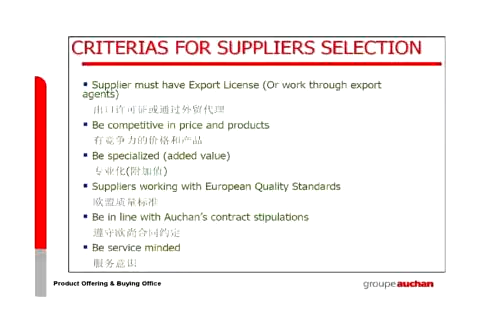 CRITERIAS FOR SUPPLIERS SELECTION
▪ Supplier must have Export License (Or work through export
agents)
出口许可证或通过外贸代理
▪ Be competitive in price and products
有竞争力的价格和产品
▪ Be specialized (added value)
专业化(附加值)
▪ Suppliers working with European Quality Standards
欧盟质量标准
▪ Be in line with Auchan's contract stipulations
遵守欧尚合同约定
▪ Be service minded
服务意识
Product Offering & Buying Office
groupe auchan